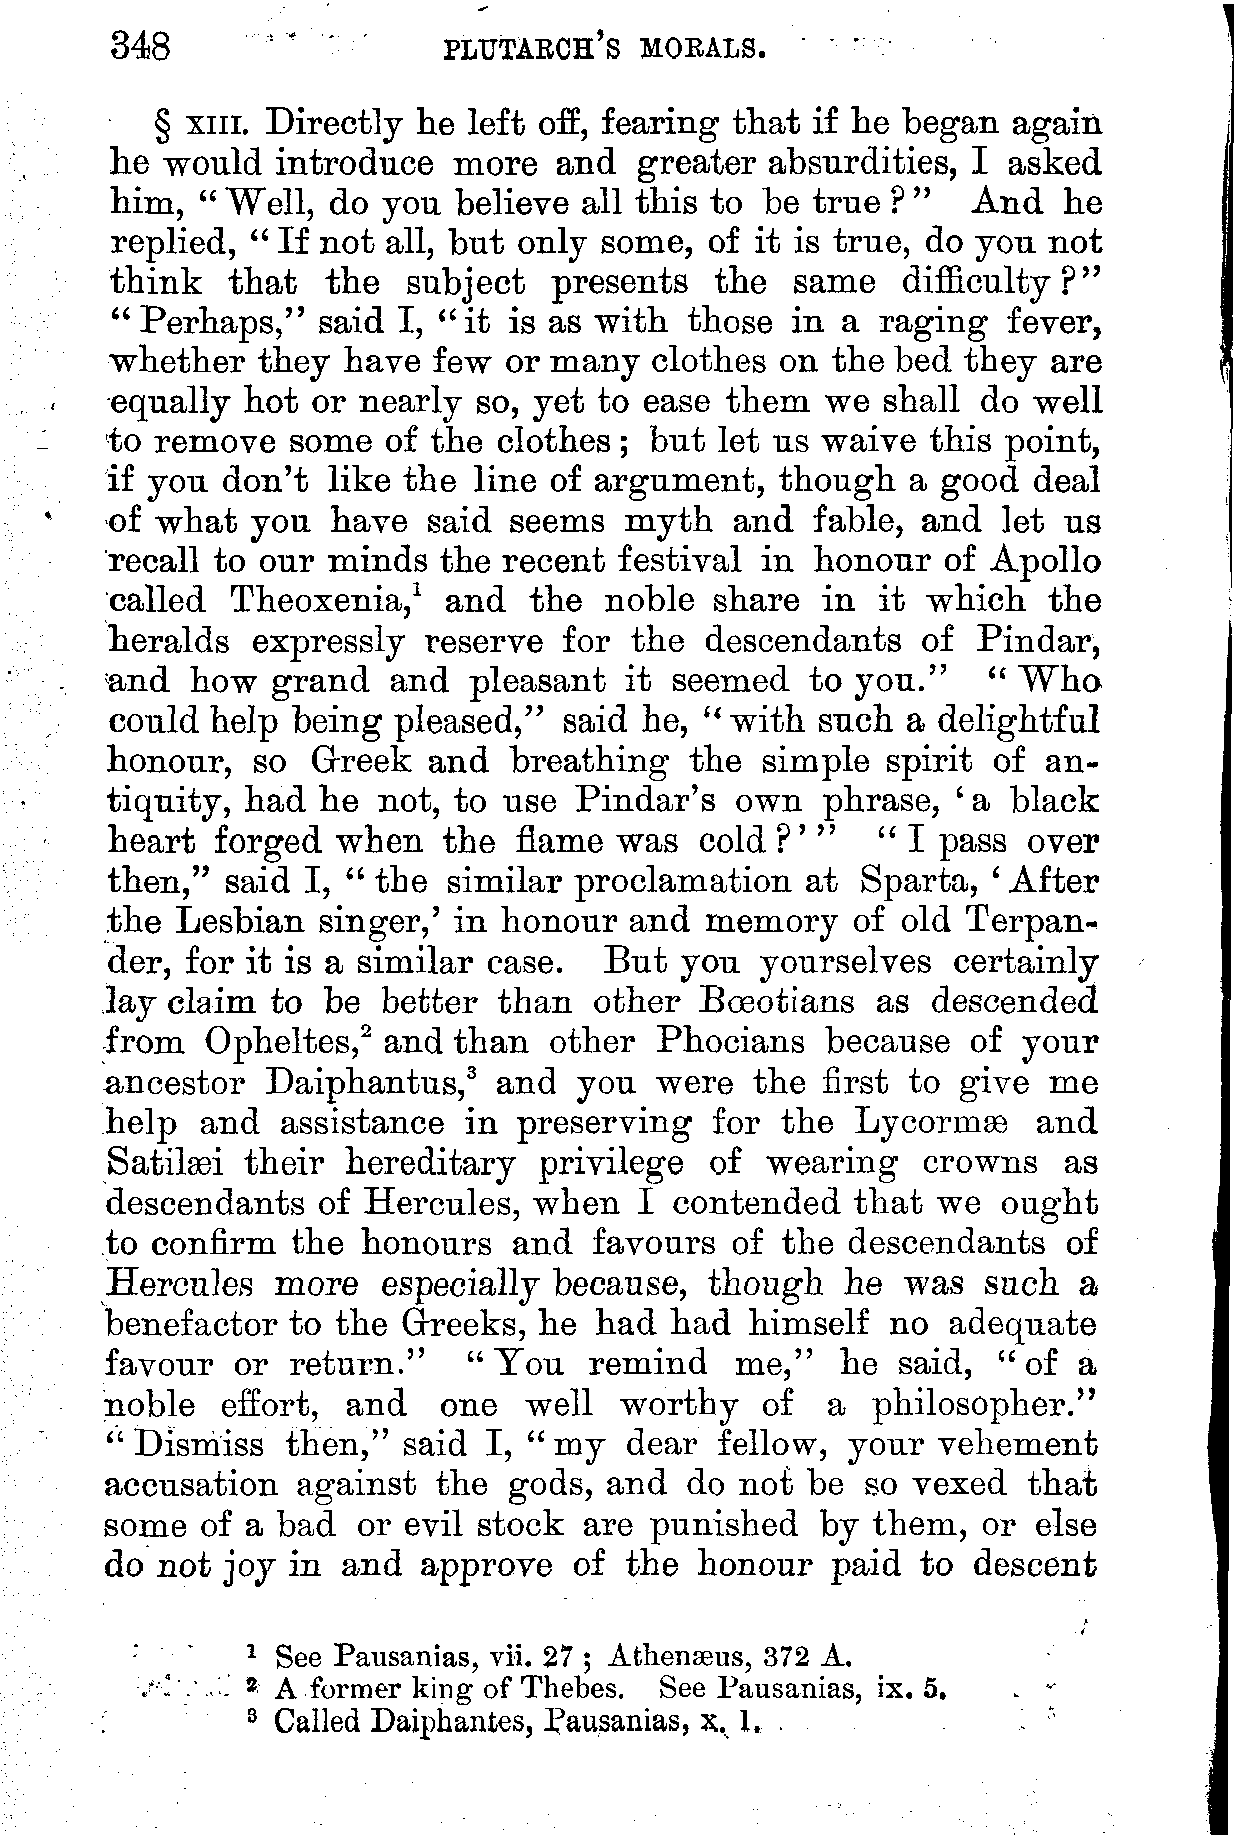 348 PLUTARCH'S MORALS.
§ XIII. Directly he left off, fearing that if he began again
he would introduce more and greater absurdities, I asked
him, “Well, do you believe all this to be true?” And he
replied, “If not all, but only some, of it is true, do you not
think that the subject presents the same difficulty?”
“Perhaps,” said I, “it is as with those in a raging fever,
whether they have few or many clothes on the bed they are
equally hot or nearly so, yet to ease them we shall do well
to remove some of the clothes; but let us waive this point,
if you don't like the line of argument, though a good deal
of what you have said seems myth and fable, and let us
recall to our minds the recent festival in honour of Apollo
called Theoxenia,¹ and the noble share in it which the
heralds expressly reserve for the descendants of Pindar,
and how grand and pleasant it seemed to you.” “Who
could help being pleased,” said he, “with such a delightful
honour, so Greek and breathing the simple spirit of an-
tiquity, had he not, to use Pindar's own phrase, ‘a black
heart forged when the flame was cold?’” “I pass over
then,” said I, “the similar proclamation at Sparta, ‘After
the Lesbian singer,’ in honour and memory of old Terpan-
der, for it is a similar case. But you yourselves certainly
lay claim to be better than other Bœotians as descended
from Opheltes,² and than other Phocians because of your
ancestor Daiphantus,³ and you were the first to give me
help and assistance in preserving for the Lycormæ and
Satilæi their hereditary privilege of wearing crowns as
descendants of Hercules, when I contended that we ought
to confirm the honours and favours of the descendants of
Hercules more especially because, though he was such a
benefactor to the Greeks, he had had himself no adequate
favour or return.” “You remind me,” he said, “of a
noble effort, and one well worthy of a philosopher.”
“Dismiss then,” said I, “my dear fellow, your vehement
accusation against the gods, and do not be so vexed that
some of a bad or evil stock are punished by them, or else
do not joy in and approve of the honour paid to descent
¹ See Pausanias, vii. 27; Athenæus, 372 A.
² A former king of Thebes. See Pausanias, ix. 5.
³ Called Daiphantes, Pausanias, x. 1.